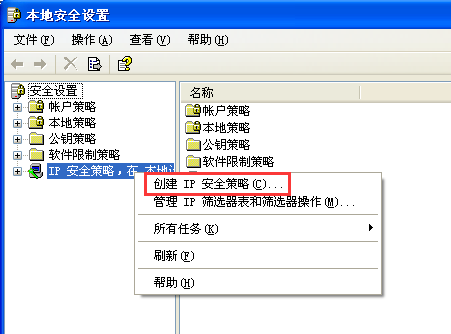 本地安全设置
文件(F) 操作(A) 查看(V) 帮助(H)
安全设置
帐户策略
本地策略
公钥策略
软件限制策略
IP 安全策略，在 本地
名称
帐户策略
本地策略
公钥策略
软件限制策略
创建 IP 安全策略(C)...
管理 IP 筛选器表和筛选器操作(M)...
所有任务(K)
刷新(F)
帮助(H)